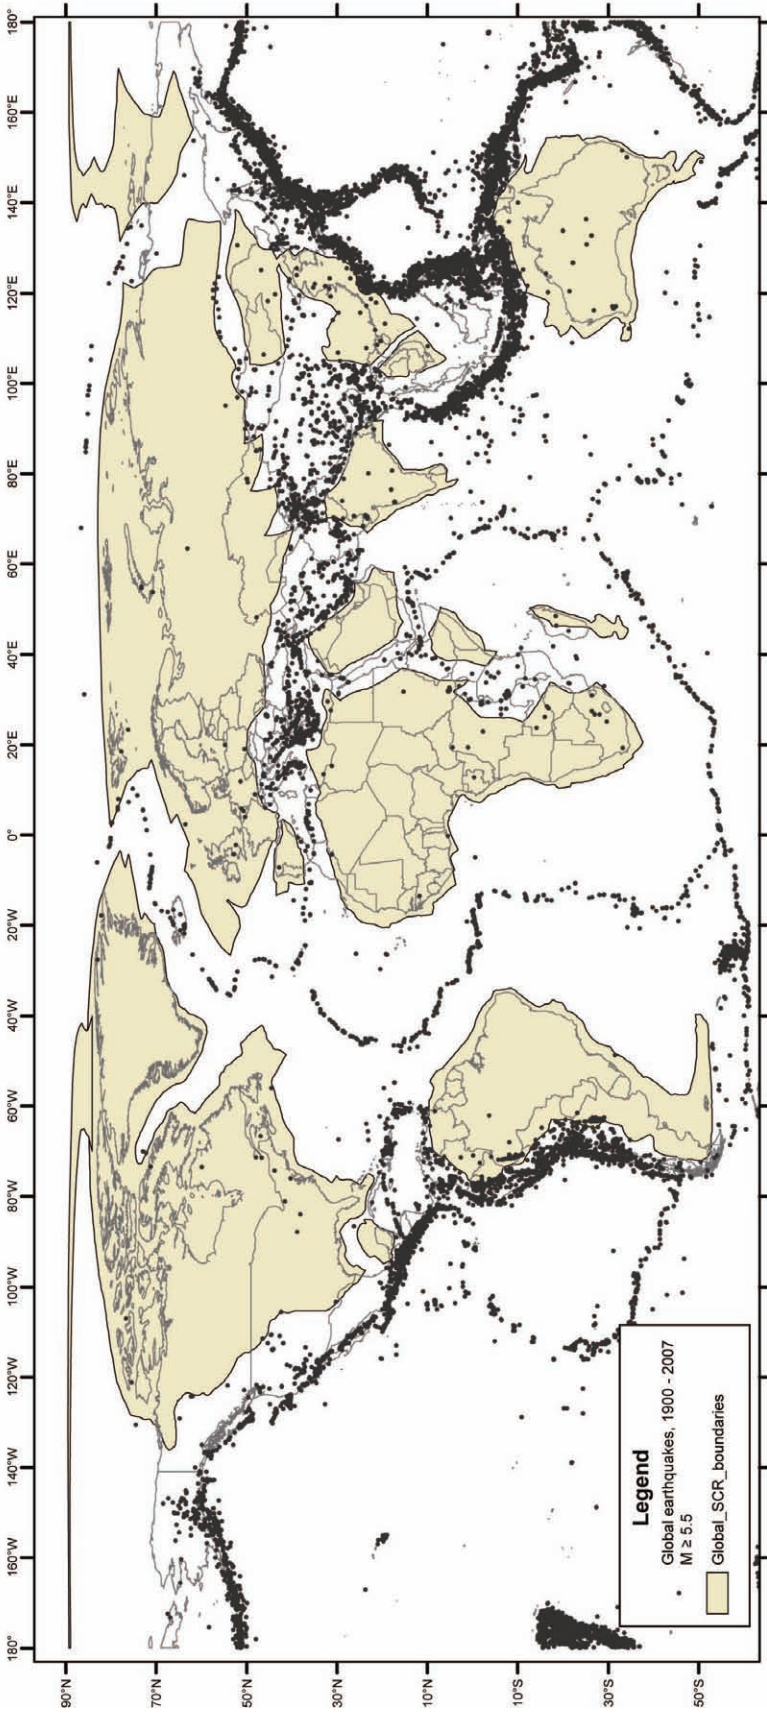 180°
160°W
140°W
120°W
100°W
80°W
60°W
40°W
20°W
0°
20°E
40°E
60°E
80°E
100°E
120°E
140°E
160°E
180°
90°N
70°N
50°N
30°N
10°N
10°S
30°S
50°S
Legend
Global earthquakes, 1900 - 2007
M ≥ 5.5
Global_SCR_boundaries